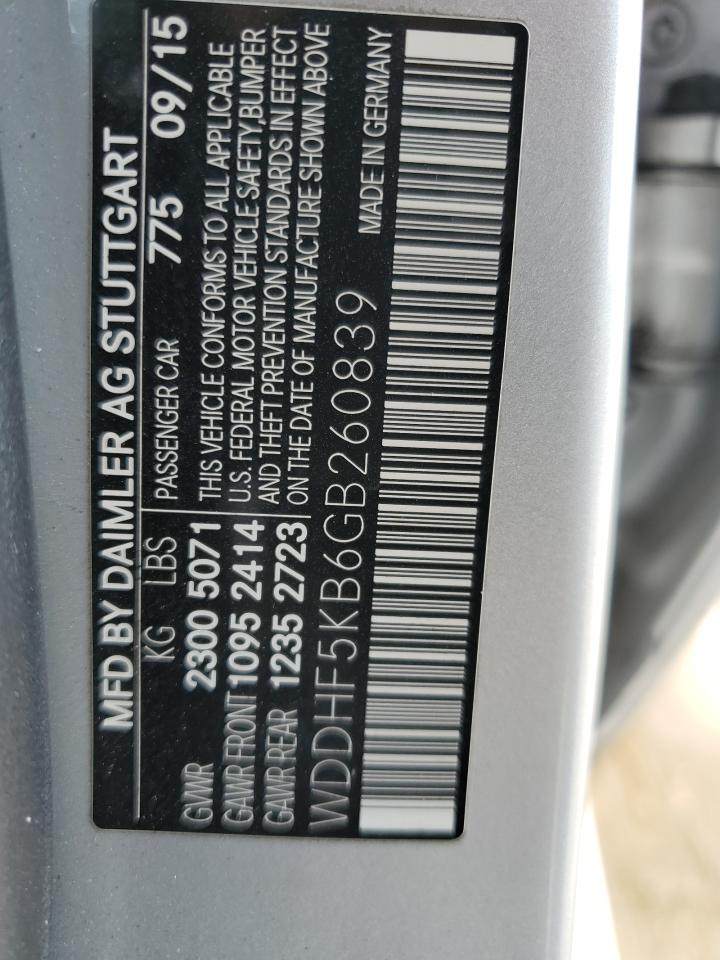 MFD BY DAIMLER AG STUTTGART
KG LBS PASSENGER CAR 775 09/15
GWWR 2300 5071
GAWR FRONT 1095 2414
GAWR REAR 1235 2723
THIS VEHICLE CONFORMS TO ALL APPLICABLE
U.S. FEDERAL MOTOR VEHICLE SAFETY,BUMPER
AND THEFT PREVENTION STANDARDS IN EFFECT
ON THE DATE OF MANUFACTURE SHOWN ABOVE
WDDHF5KB6GB260839 MADE IN GERMANY